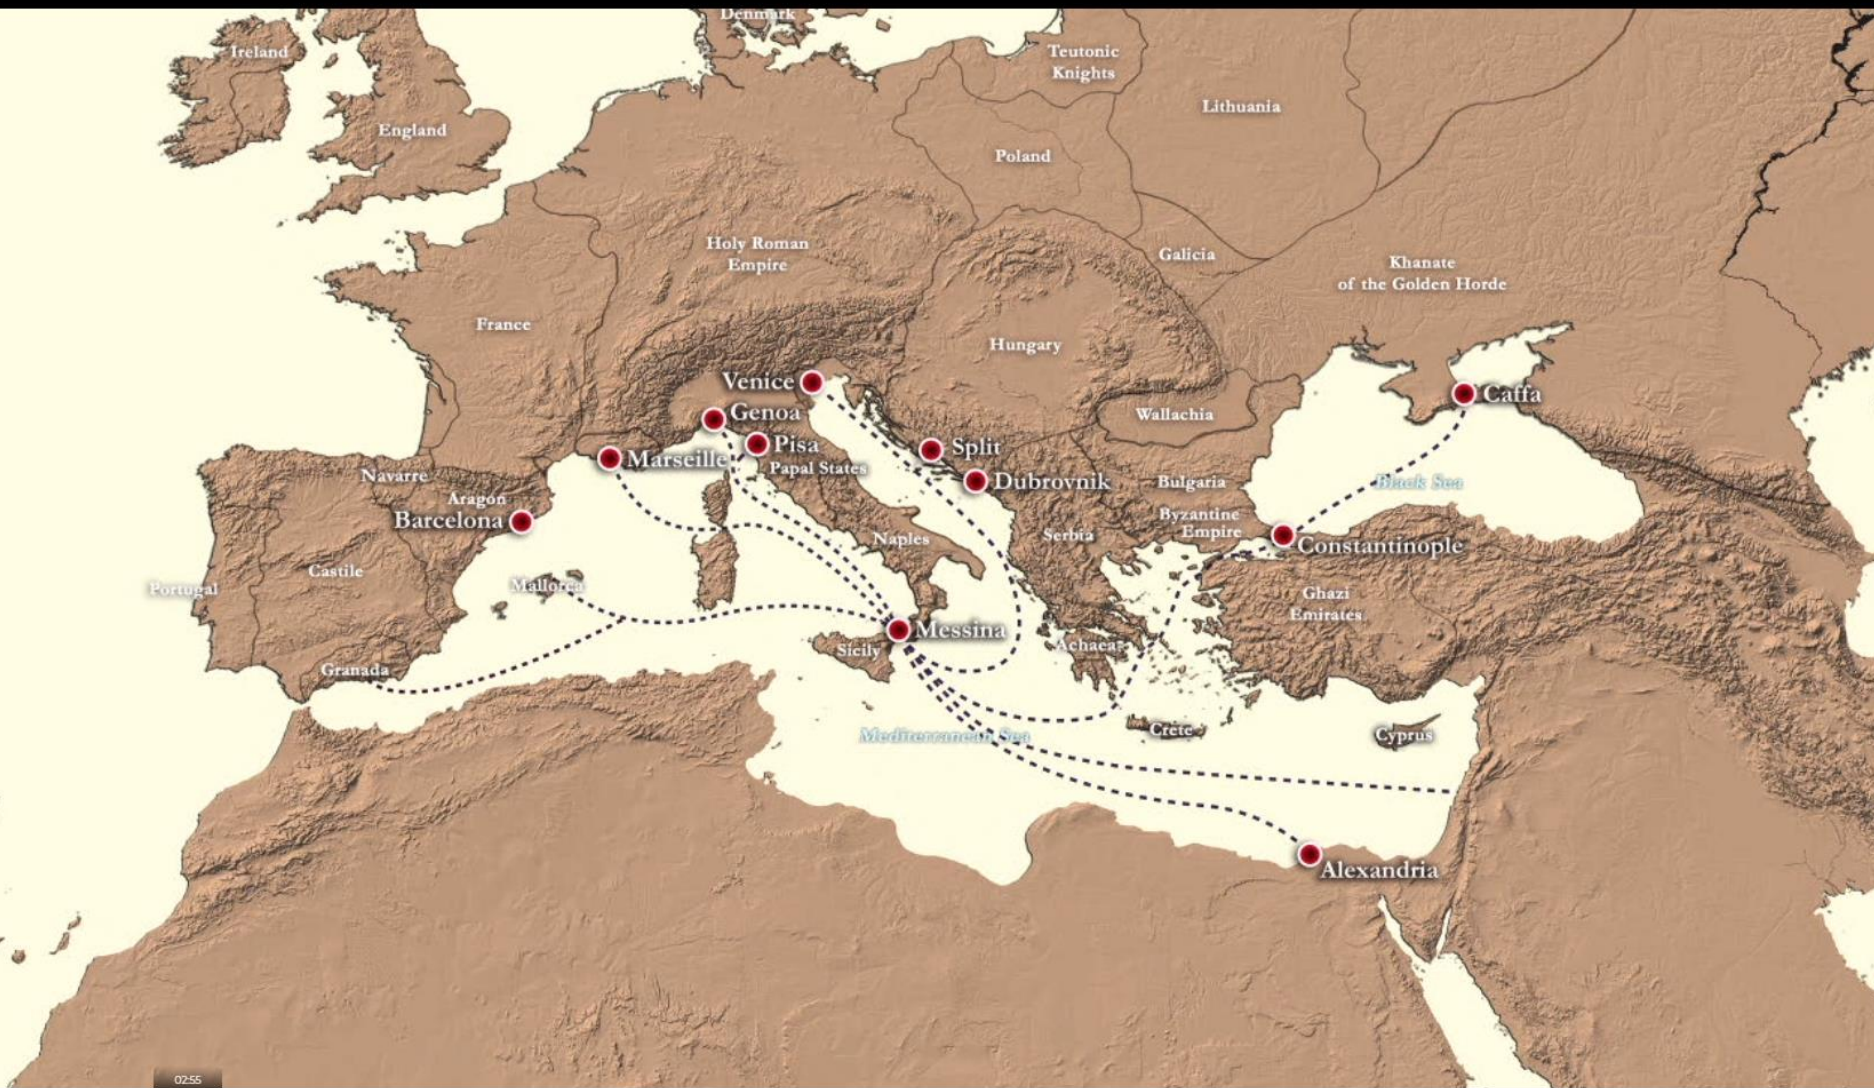 Denmark
Ireland
Teutonic
Knights
Lithuania
England
Poland
Holy Roman
Empire
Galicia
Khanate
of the Golden Horde
France
Hungary
Venice
Caffa
Genoa
Wallachia
Pisa
Split
Marseille
Papal States
Navarre
Dubrovnik
Bulgaria
Black Sea
Aragon
Barcelona
Byzantine
Empire
Naples
Serbia
Constantinople
Castile
Mallorca
Portugal
Ghazi
Emirates
Messina
Sicily
Achaea
Granada
Mediterranean Sea
Crete
Cyprus
Alexandria
02:55